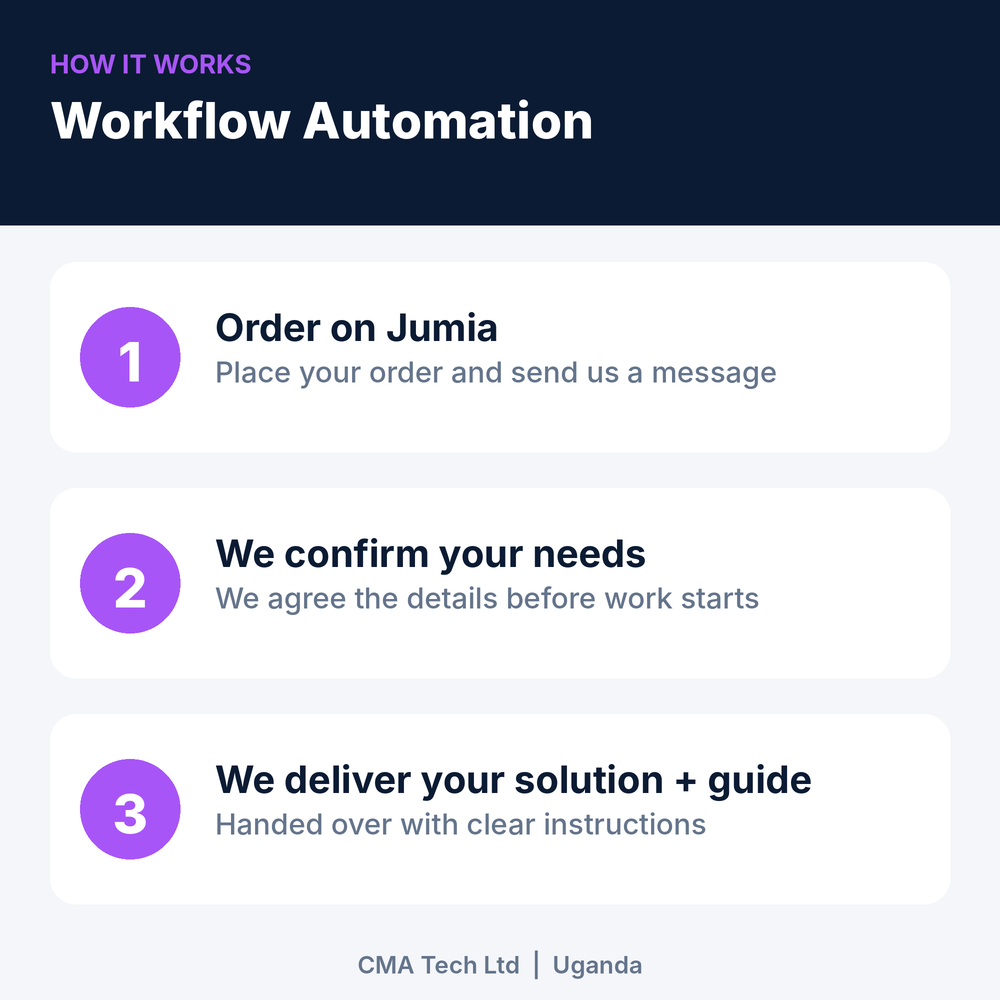 HOW IT WORKS
Workflow Automation
1
Order on Jumia
Place your order and send us a message
2
We confirm your needs
We agree the details before work starts
3
We deliver your solution + guide
Handed over with clear instructions
CMA Tech Ltd | Uganda